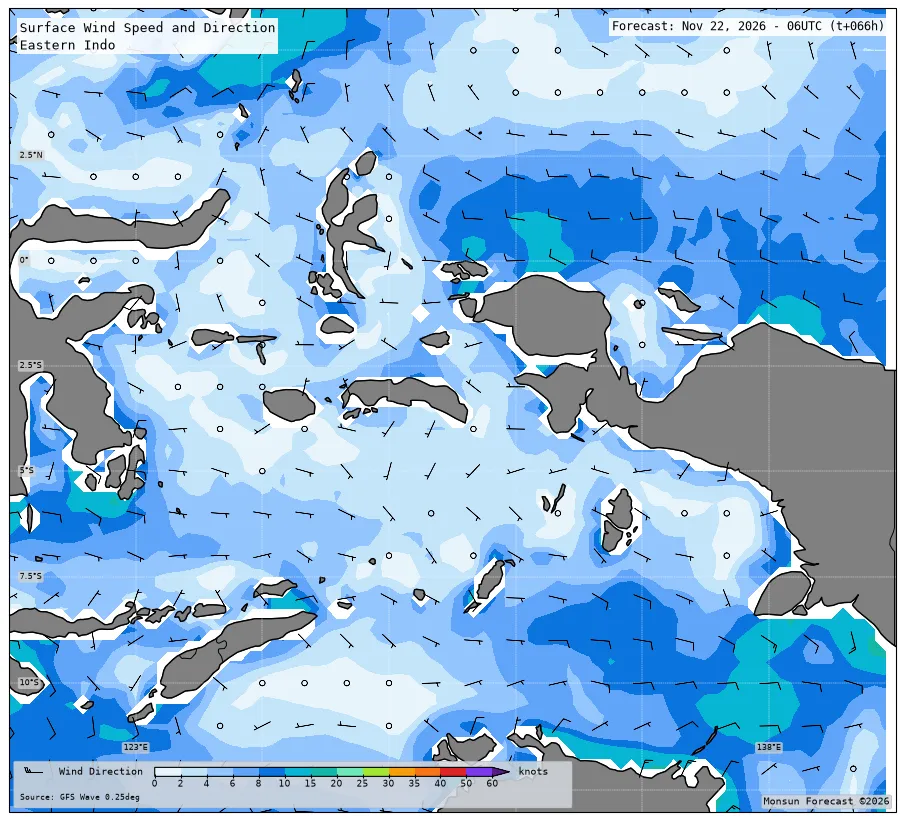 Surface Wind Speed and Direction
Eastern Indo
Forecast: Nov 22, 2026 - 06UTC (t+066h)
2.5°N
0°
2.5°S
5°S
7.5°S
10°S
123°E
138°E
Wind Direction
0 2 4 6 8 10 15 20 25 30 35 40 50 60
knots
Source: GFS Wave 0.25deg
Monsun Forecast ©2026